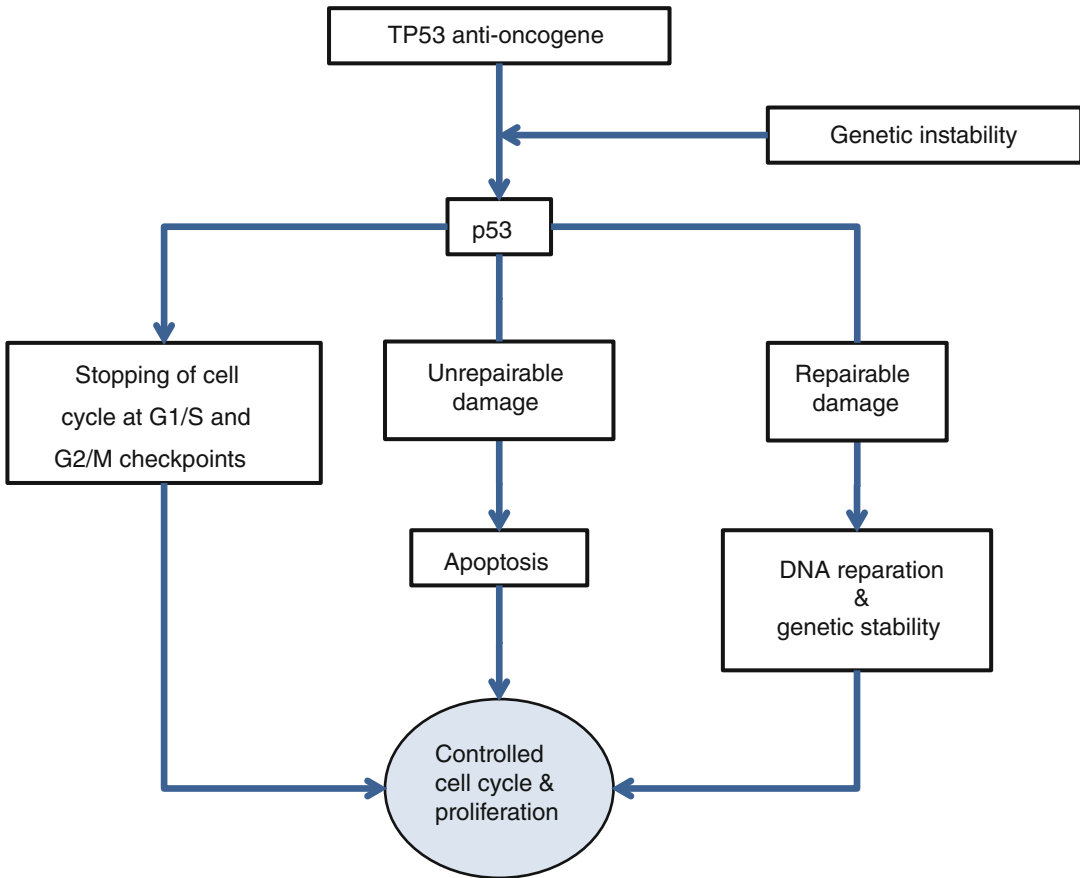 TP53 anti-oncogene
Genetic instability
p53
Stopping of cell
cycle at G1/S and
G2/M checkpoints
Unrepairable
damage
Repairable
damage
Apoptosis
DNA reparation
&
genetic stability
Controlled
cell cycle &
proliferation